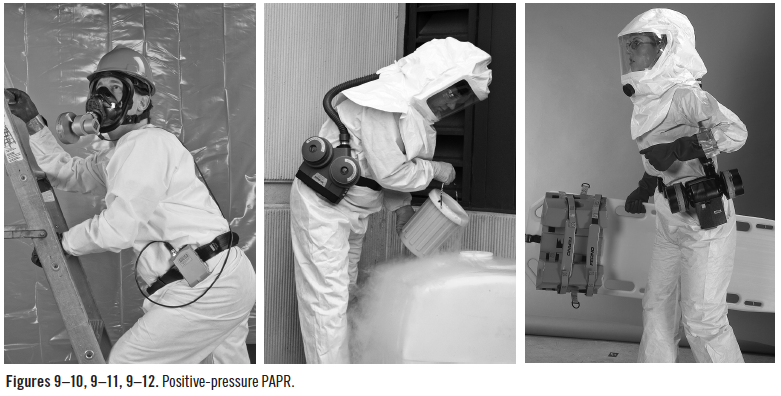 Figures 9–10, 9–11, 9–12. Positive-pressure PAPR.